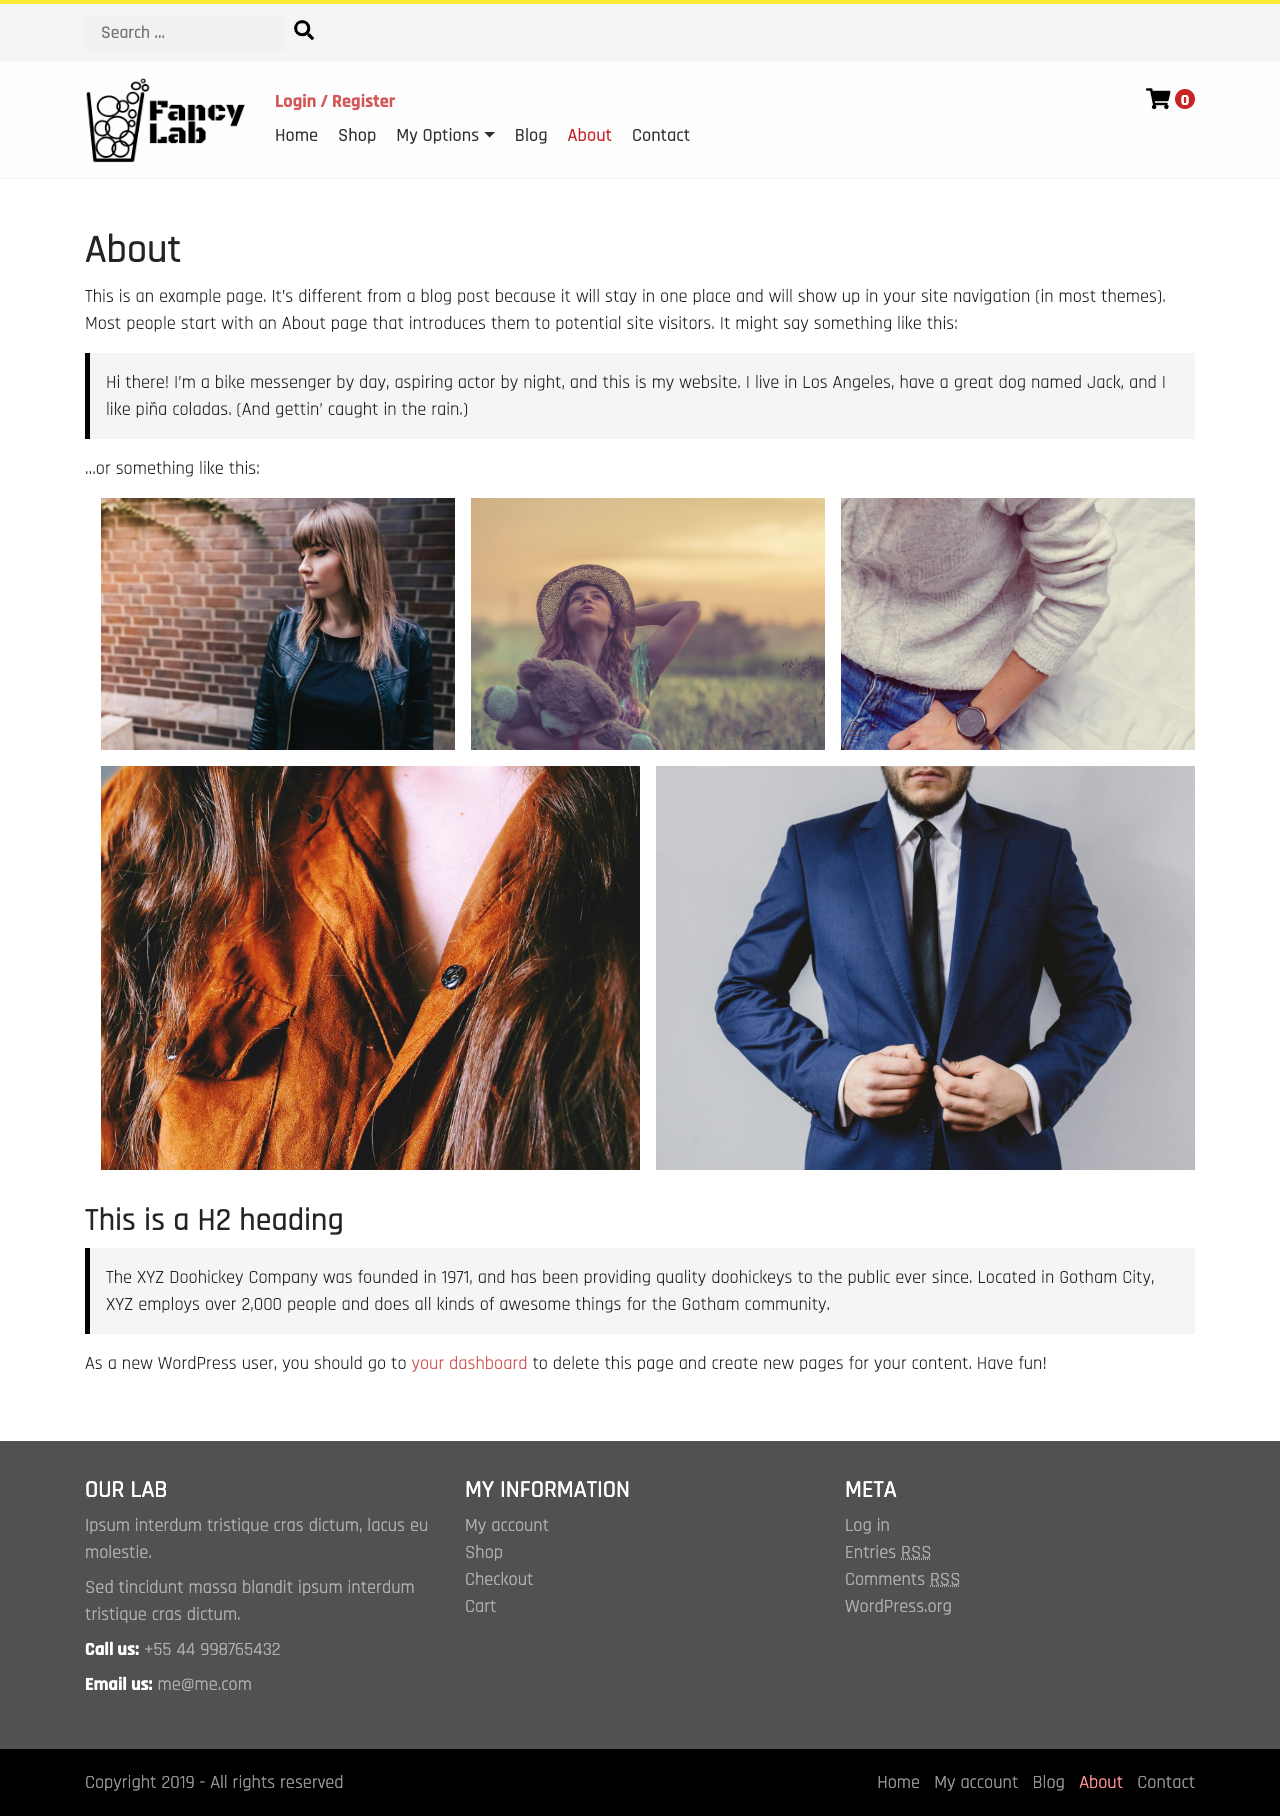 Search …
Fancy
Lab
Login / Register
0
Home Shop My Options Blog About Contact
About
This is an example page. It’s different from a blog post because it will stay in one place and will show up in your site navigation (in most themes).
Most people start with an About page that introduces them to potential site visitors. It might say something like this:
Hi there! I’m a bike messenger by day, aspiring actor by night, and this is my website. I live in Los Angeles, have a great dog named Jack, and I
like piña coladas. (And gettin’ caught in the rain.)
…or something like this:
This is a H2 heading
The XYZ Doohickey Company was founded in 1971, and has been providing quality doohickeys to the public ever since. Located in Gotham City,
XYZ employs over 2,000 people and does all kinds of awesome things for the Gotham community.
As a new WordPress user, you should go to your dashboard to delete this page and create new pages for your content. Have fun!
OUR LAB
Ipsum interdum tristique cras dictum, lacus eu
molestie.
Sed tincidunt massa blandit ipsum interdum
tristique cras dictum.
Call us: +55 44 998765432
Email us: me@me.com
MY INFORMATION
My account
Shop
Checkout
Cart
META
Log in
Entries RSS
Comments RSS
WordPress.org
Copyright 2019 - All rights reserved
Home My account Blog About Contact